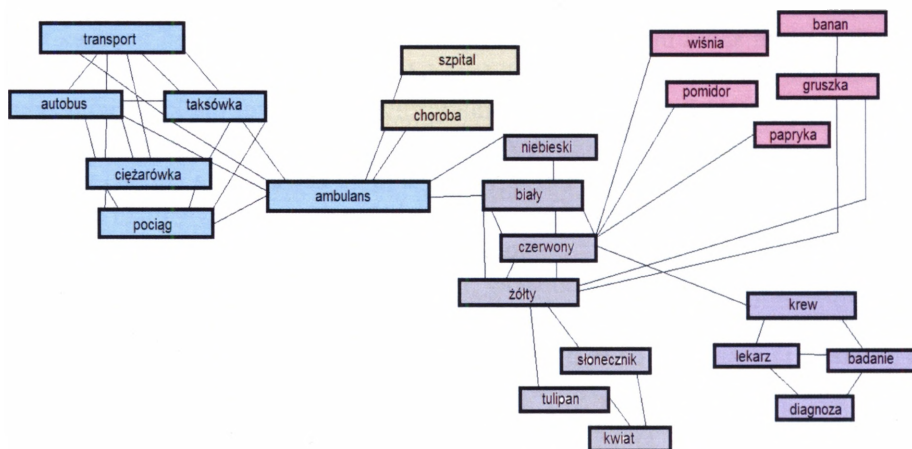 transport
autobus
taksówka
ciężarówka
pociąg
ambulans
szpital
choroba
niebieski
biały
czerwony
żółty
wiśnia
pomidor
papryka
banan
gruszka
krew
lekarz
badanie
diagnoza
słonecznik
tulipan
kwiat